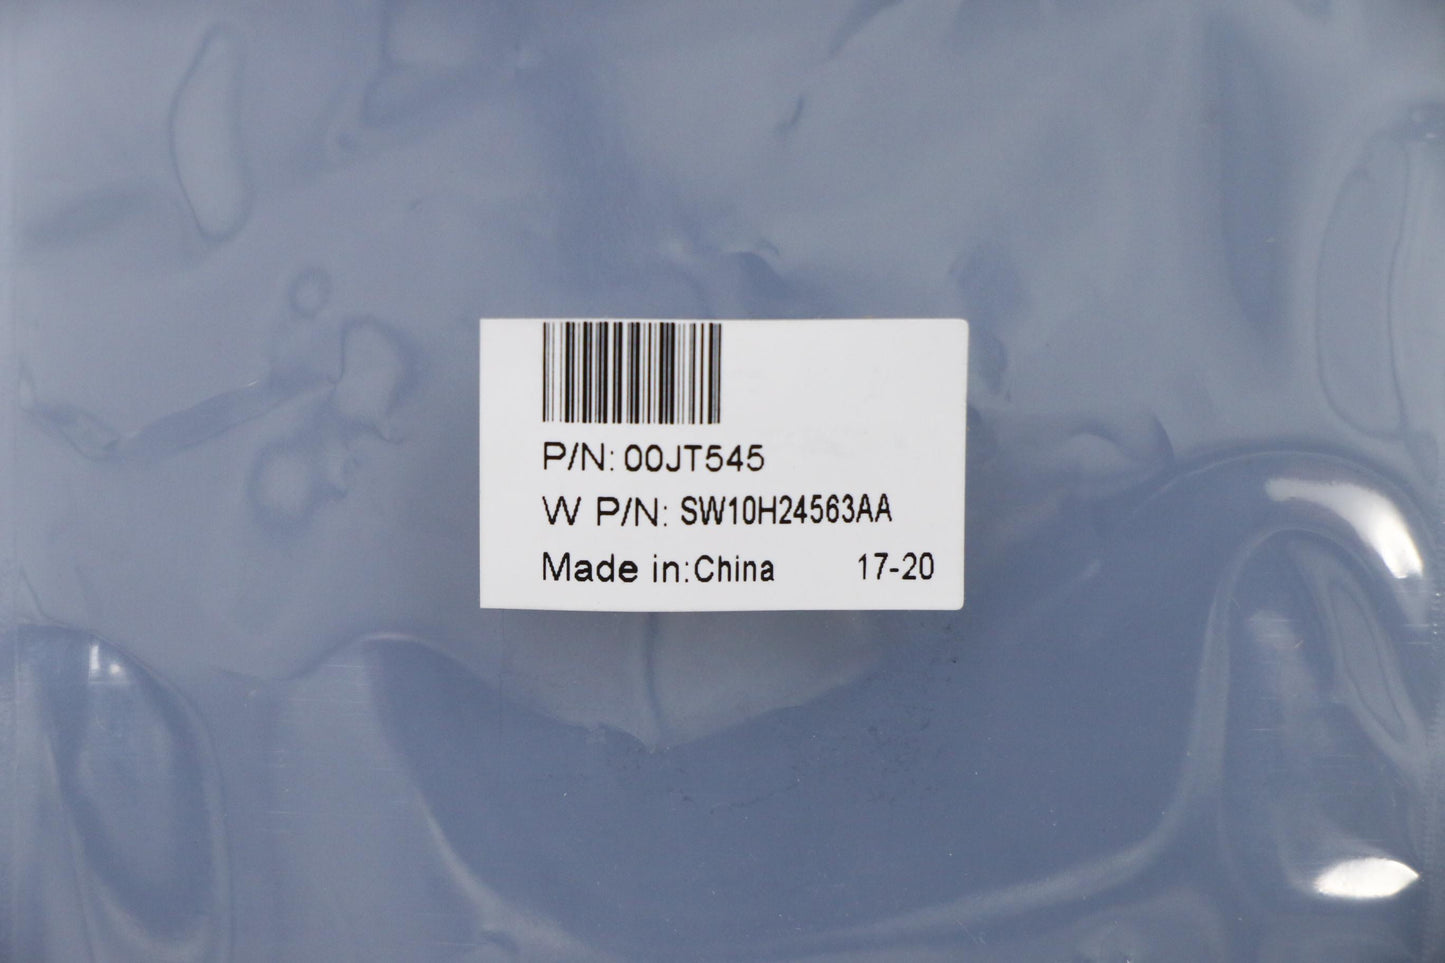 P/N: 00JT545
W P/N: SW10H24563AA
Made in:China 17-20